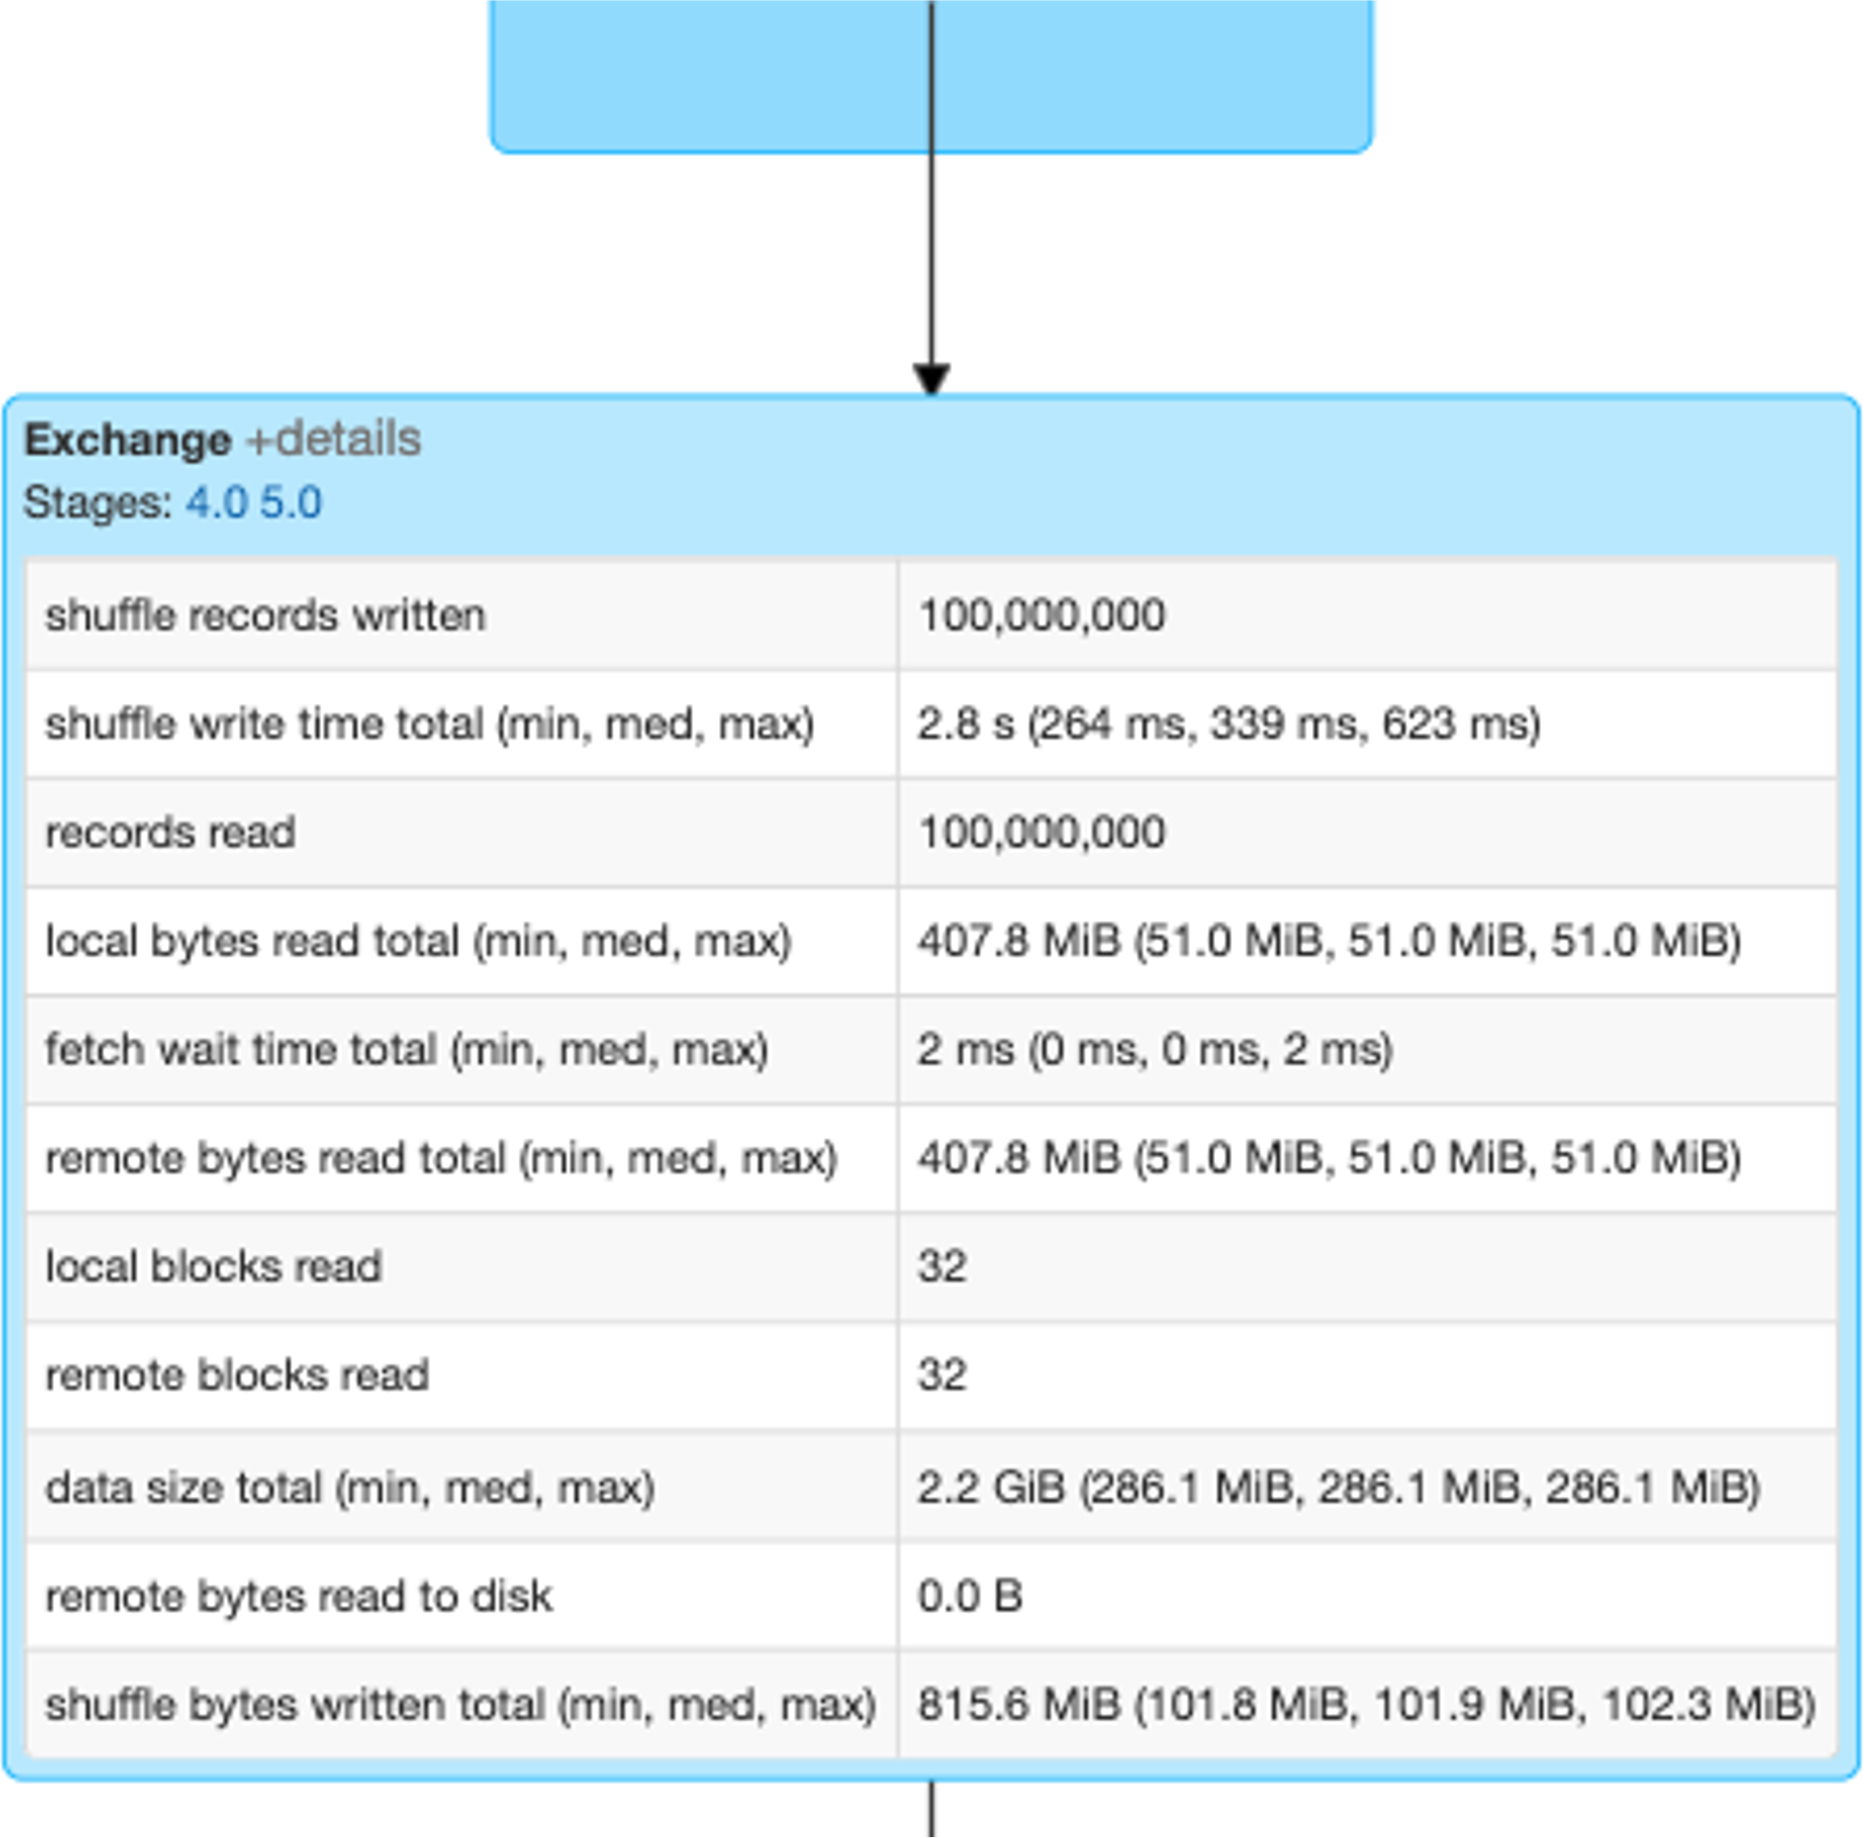 Exchange +details
Stages: 4.0 5.0
shuffle records written 100,000,000
shuffle write time total (min, med, max) 2.8 s (264 ms, 339 ms, 623 ms)
records read 100,000,000
local bytes read total (min, med, max) 407.8 MiB (51.0 MiB, 51.0 MiB, 51.0 MiB)
fetch wait time total (min, med, max) 2 ms (0 ms, 0 ms, 2 ms)
remote bytes read total (min, med, max) 407.8 MiB (51.0 MiB, 51.0 MiB, 51.0 MiB)
local blocks read 32
remote blocks read 32
data size total (min, med, max) 2.2 GiB (286.1 MiB, 286.1 MiB, 286.1 MiB)
remote bytes read to disk 0.0 B
shuffle bytes written total (min, med, max) 815.6 MiB (101.8 MiB, 101.9 MiB, 102.3 MiB)